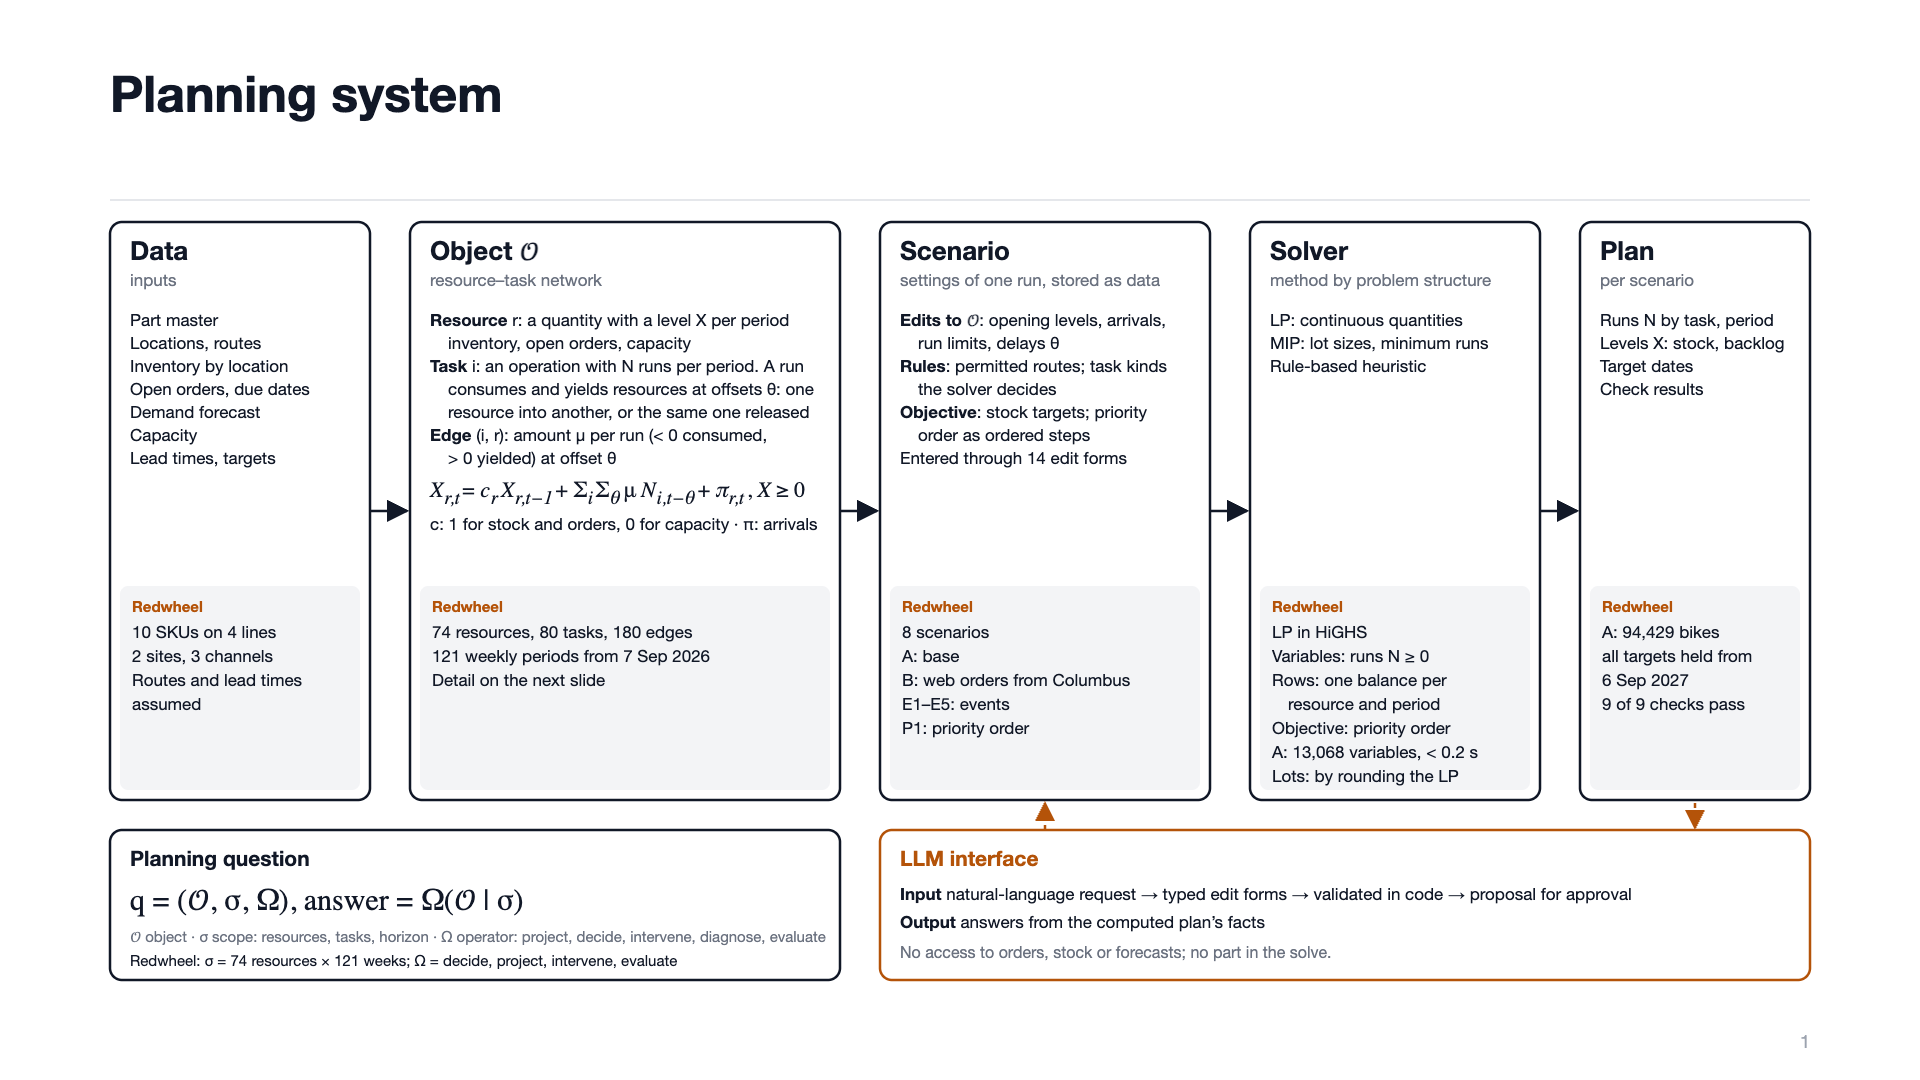 Planning system
Data
inputs
Part master
Locations, routes
Inventory by location
Open orders, due dates
Demand forecast
Capacity
Lead times, targets
Redwheel
10 SKUs on 4 lines
2 sites, 3 channels
Routes and lead times
assumed
Object 𝒪
resource–task network
Resource r: a quantity with a level X per period
inventory, open orders, capacity
Task i: an operation with N runs per period. A run
consumes and yields resources at offsets θ: one
resource into another, or the same one released
Edge (i, r): amount μ per run (< 0 consumed,
> 0 yielded) at offset θ
X_{r,t} = c_r X_{r,t−1} + Σ_i Σ_θ μ N_{i,t−θ} + π_{r,t}, X ≥ 0
c: 1 for stock and orders, 0 for capacity · π: arrivals
Redwheel
74 resources, 80 tasks, 180 edges
121 weekly periods from 7 Sep 2026
Detail on the next slide
Scenario
settings of one run, stored as data
Edits to 𝒪: opening levels, arrivals,
run limits, delays θ
Rules: permitted routes; task kinds
the solver decides
Objective: stock targets; priority
order as ordered steps
Entered through 14 edit forms
Redwheel
8 scenarios
A: base
B: web orders from Columbus
E1–E5: events
P1: priority order
Solver
method by problem structure
LP: continuous quantities
MIP: lot sizes, minimum runs
Rule-based heuristic
Redwheel
LP in HiGHS
Variables: runs N ≥ 0
Rows: one balance per
resource and period
Objective: priority order
A: 13,068 variables, < 0.2 s
Lots: by rounding the LP
Plan
per scenario
Runs N by task, period
Levels X: stock, backlog
Target dates
Check results
Redwheel
A: 94,429 bikes
all targets held from
6 Sep 2027
9 of 9 checks pass
Planning question
q = (𝒪, σ, Ω), answer = Ω(𝒪 | σ)
𝒪 object · σ scope: resources, tasks, horizon · Ω operator: project, decide, intervene, diagnose, evaluate
Redwheel: σ = 74 resources × 121 weeks; Ω = decide, project, intervene, evaluate
LLM interface
Input natural-language request → typed edit forms → validated in code → proposal for approval
Output answers from the computed plan’s facts
No access to orders, stock or forecasts; no part in the solve.
1